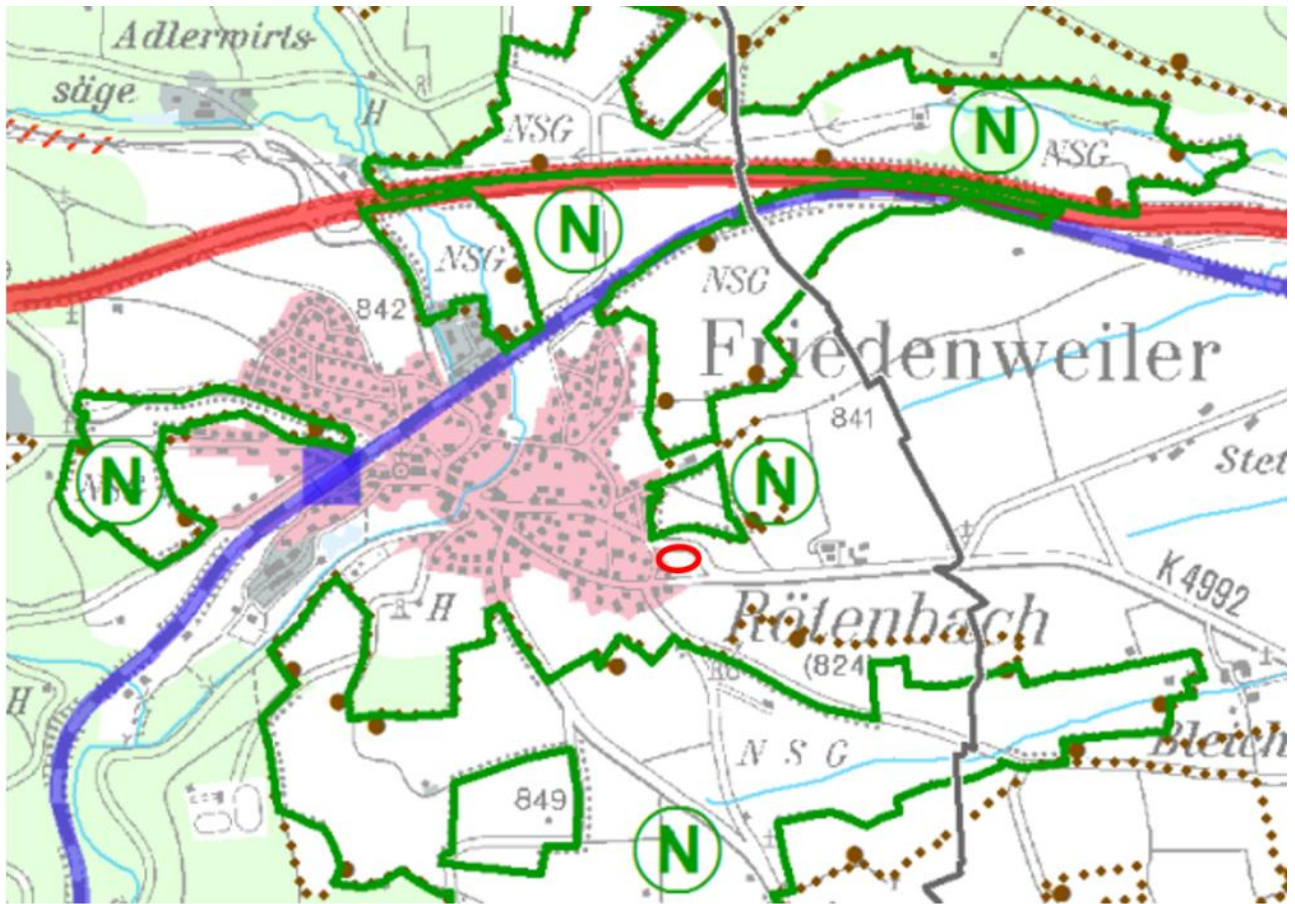 Adlerwirts-
säge
H
NSG
N
NSG
N
NSG
842
NSG
Friedenweiler
841
N
N
Stet
K 4992
H
Rötenbach
(824
H
N S G
Bleich
849
N